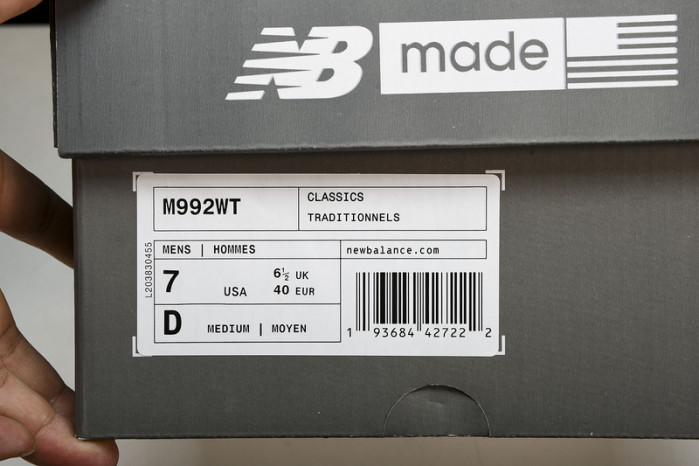 NB made
M992WT
CLASSICS
TRADITIONNELS
MENS | HOMMES
newbalance.com
L203830455
7 USA
6½ UK
40 EUR
D MEDIUM | MOYEN
1 93684 42722 2